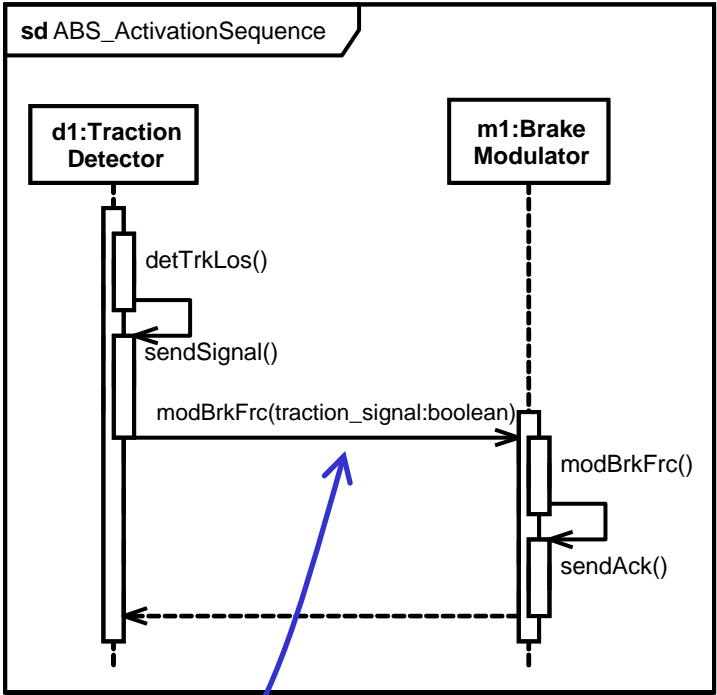 sd ABS_ActivationSequence
d1:Traction
Detector
m1:Brake
Modulator
detTrkLos()
sendSignal()
modBrkFrc(traction_signal:boolean)
modBrkFrc()
sendAck()